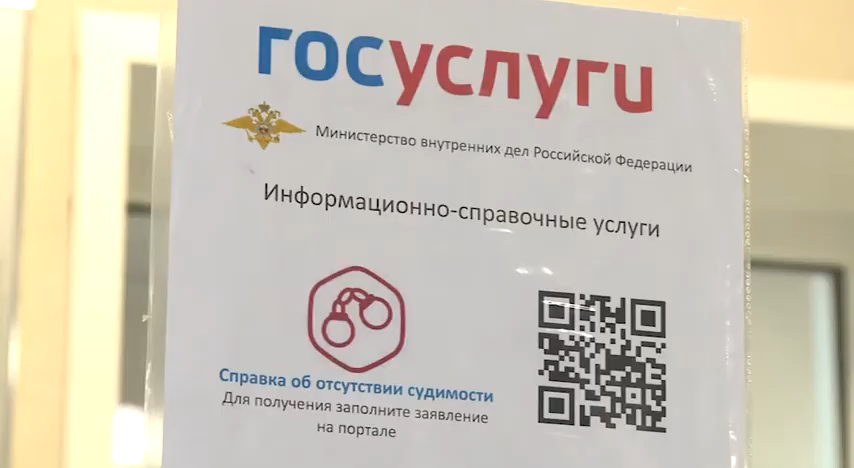 госуслуги
Министерство внутренних дел Российской Федерации
Информационно-справочные услуги
Справка об отсутствии судимости
Для получения заполните заявление
на портале